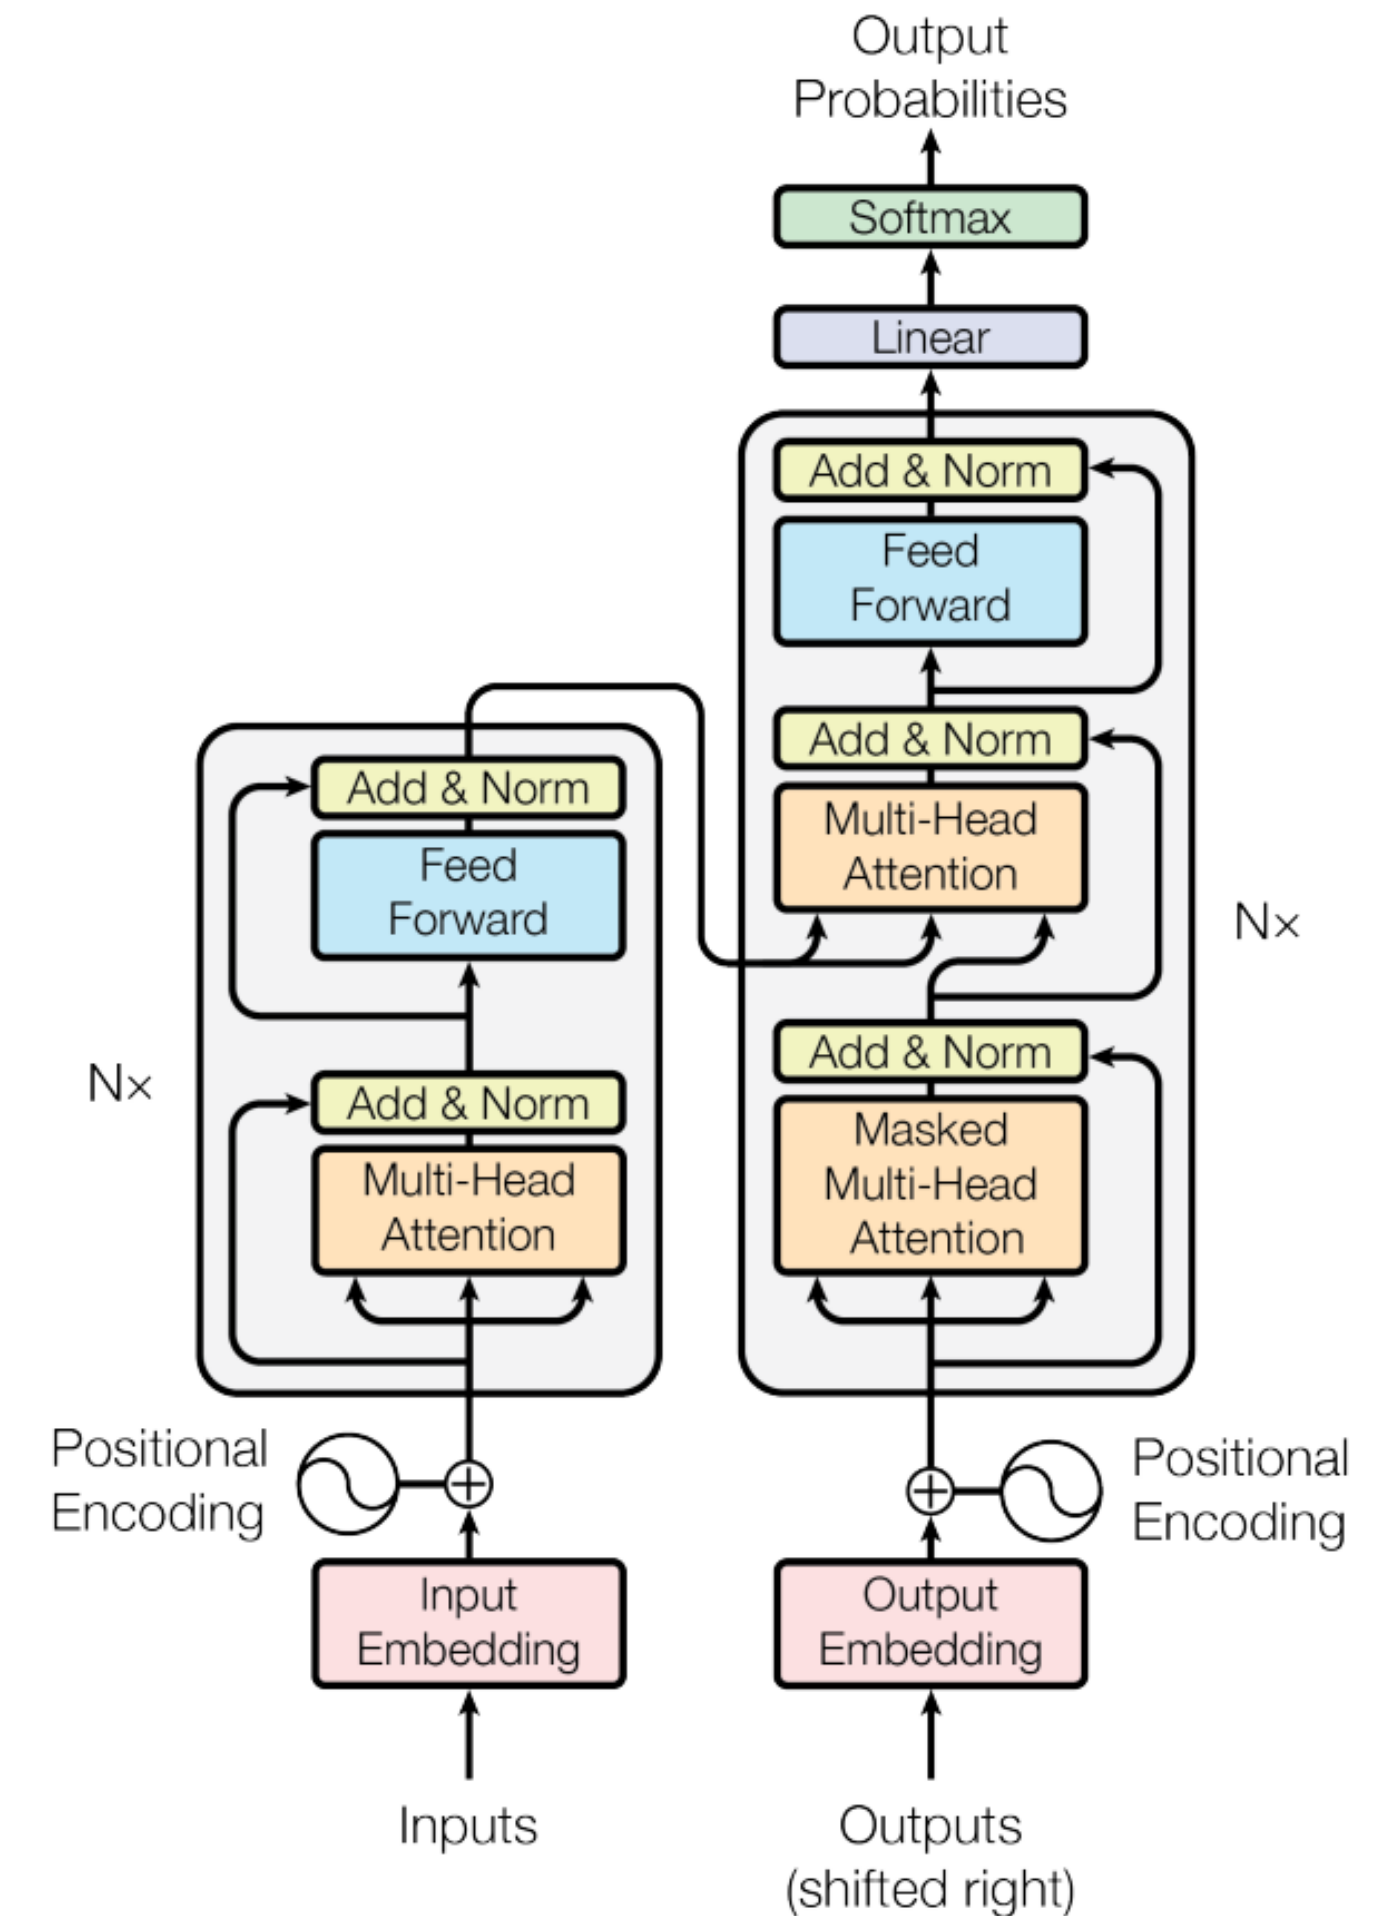 Output
Probabilities
Softmax
Linear
Add & Norm
Feed
Forward
Add & Norm
Multi-Head
Attention
Nx
Add & Norm
Masked
Multi-Head
Attention
Add & Norm
Feed
Forward
Nx
Add & Norm
Multi-Head
Attention
Positional
Encoding
Positional
Encoding
Input
Embedding
Output
Embedding
Inputs
Outputs
(shifted right)